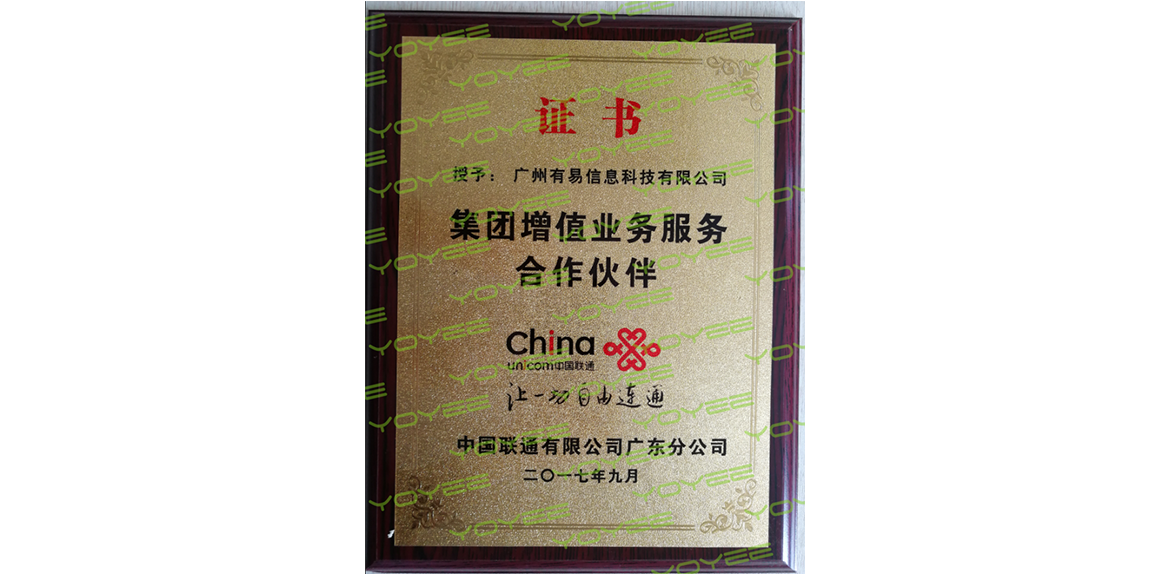 证书
授予：广州有易信息科技有限公司
集团增值业务服务
合作伙伴
China
unicom中国联通
让一切自由连通
中国联通有限公司广东分公司
二〇一七年九月
YOYEE